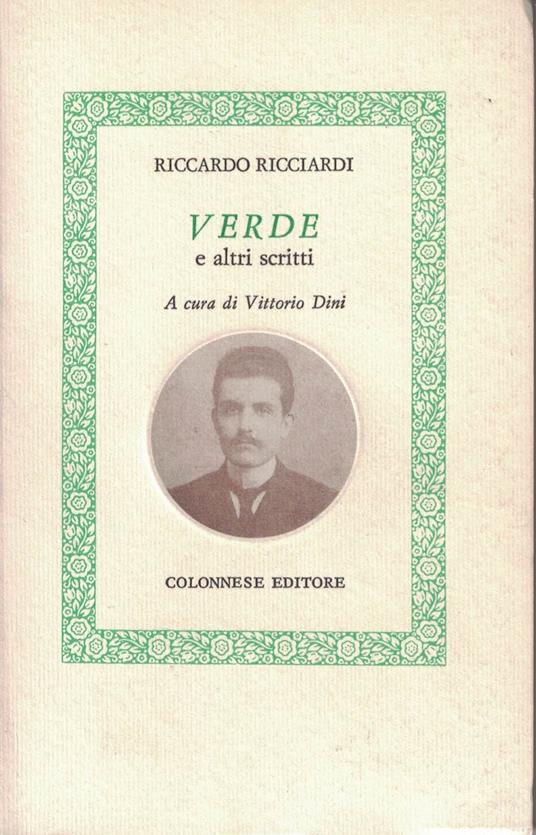 RICCARDO RICCIARDI
VERDE
e altri scritti
A cura di Vittorio Dini
COLONNESE EDITORE